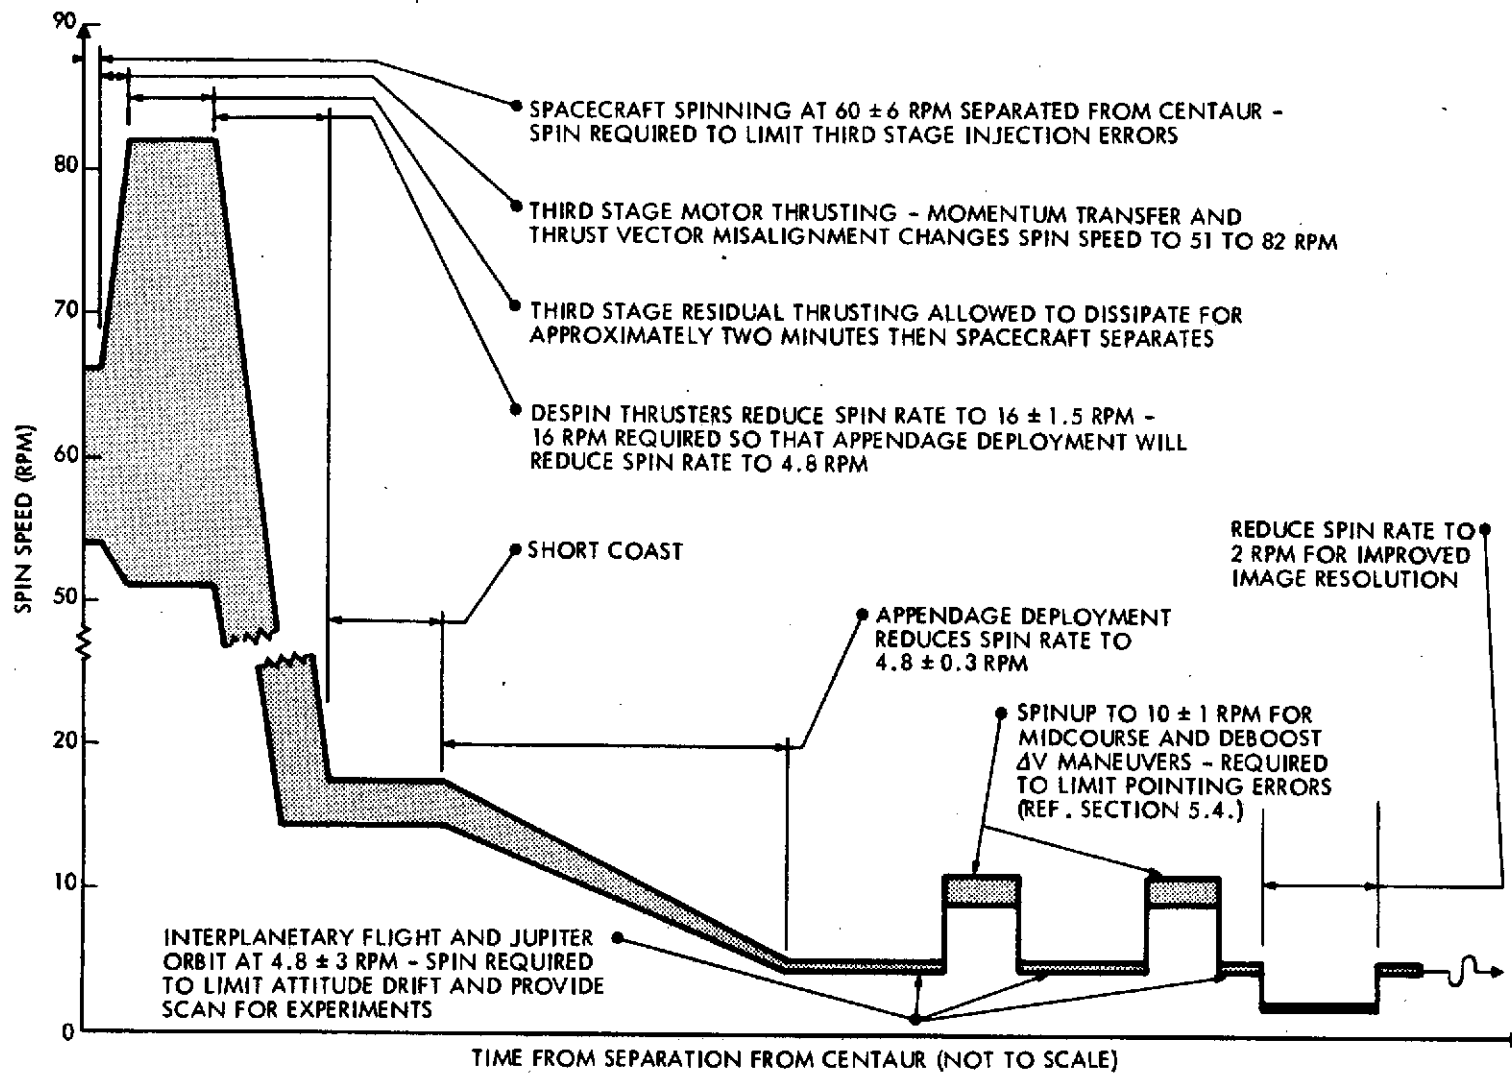 90
80
70
60
50
20
10
0
SPIN SPEED (RPM)
SPACECRAFT SPINNING AT 60 ± 6 RPM SEPARATED FROM CENTAUR –
SPIN REQUIRED TO LIMIT THIRD STAGE INJECTION ERRORS
THIRD STAGE MOTOR THRUSTING – MOMENTUM TRANSFER AND
THRUST VECTOR MISALIGNMENT CHANGES SPIN SPEED TO 51 TO 82 RPM
THIRD STAGE RESIDUAL THRUSTING ALLOWED TO DISSIPATE FOR
APPROXIMATELY TWO MINUTES THEN SPACECRAFT SEPARATES
DESPIN THRUSTERS REDUCE SPIN RATE TO 16 ± 1.5 RPM –
16 RPM REQUIRED SO THAT APPENDAGE DEPLOYMENT WILL
REDUCE SPIN RATE TO 4.8 RPM
SHORT COAST
REDUCE SPIN RATE TO
2 RPM FOR IMPROVED
IMAGE RESOLUTION
APPENDAGE DEPLOYMENT
REDUCES SPIN RATE TO
4.8 ± 0.3 RPM
SPINUP TO 10 ± 1 RPM FOR
MIDCOURSE AND DEBOOST
ΔV MANEUVERS – REQUIRED
TO LIMIT POINTING ERRORS
(REF. SECTION 5.4.)
INTERPLANETARY FLIGHT AND JUPITER
ORBIT AT 4.8 ± 3 RPM – SPIN REQUIRED
TO LIMIT ATTITUDE DRIFT AND PROVIDE
SCAN FOR EXPERIMENTS
TIME FROM SEPARATION FROM CENTAUR (NOT TO SCALE)